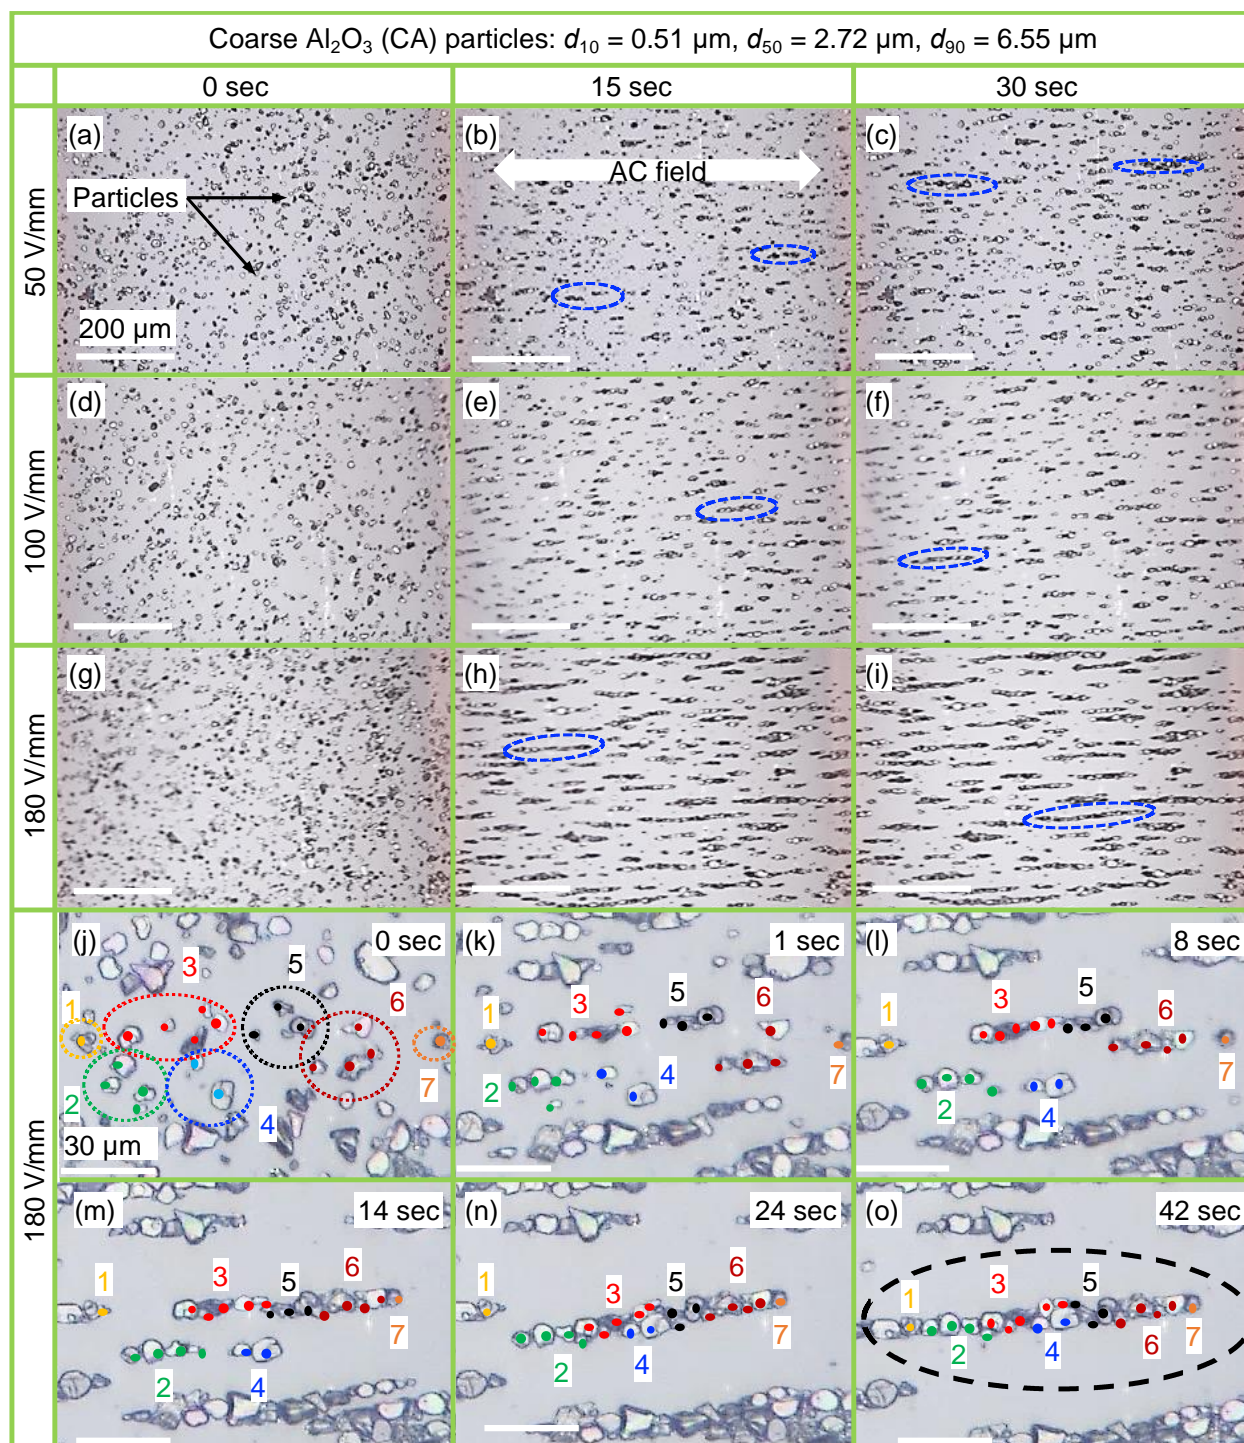 Coarse Al₂O₃ (CA) particles: d₁₀ = 0.51 µm, d₅₀ = 2.72 µm, d₉₀ = 6.55 µm
0 sec
15 sec
30 sec
50 V/mm
(a)
Particles
200 µm
(b)
AC field
(c)
100 V/mm
(d)
(e)
(f)
180 V/mm
(g)
(h)
(i)
180 V/mm
(j)
0 sec
1
2
3
4
5
6
7
30 µm
(k)
1 sec
1
2
3
4
5
6
7
(l)
8 sec
1
2
3
4
5
6
7
(m)
14 sec
1
2
3
4
5
6
7
(n)
24 sec
1
2
3
4
5
6
7
(o)
42 sec
1
2
3
4
5
6
7